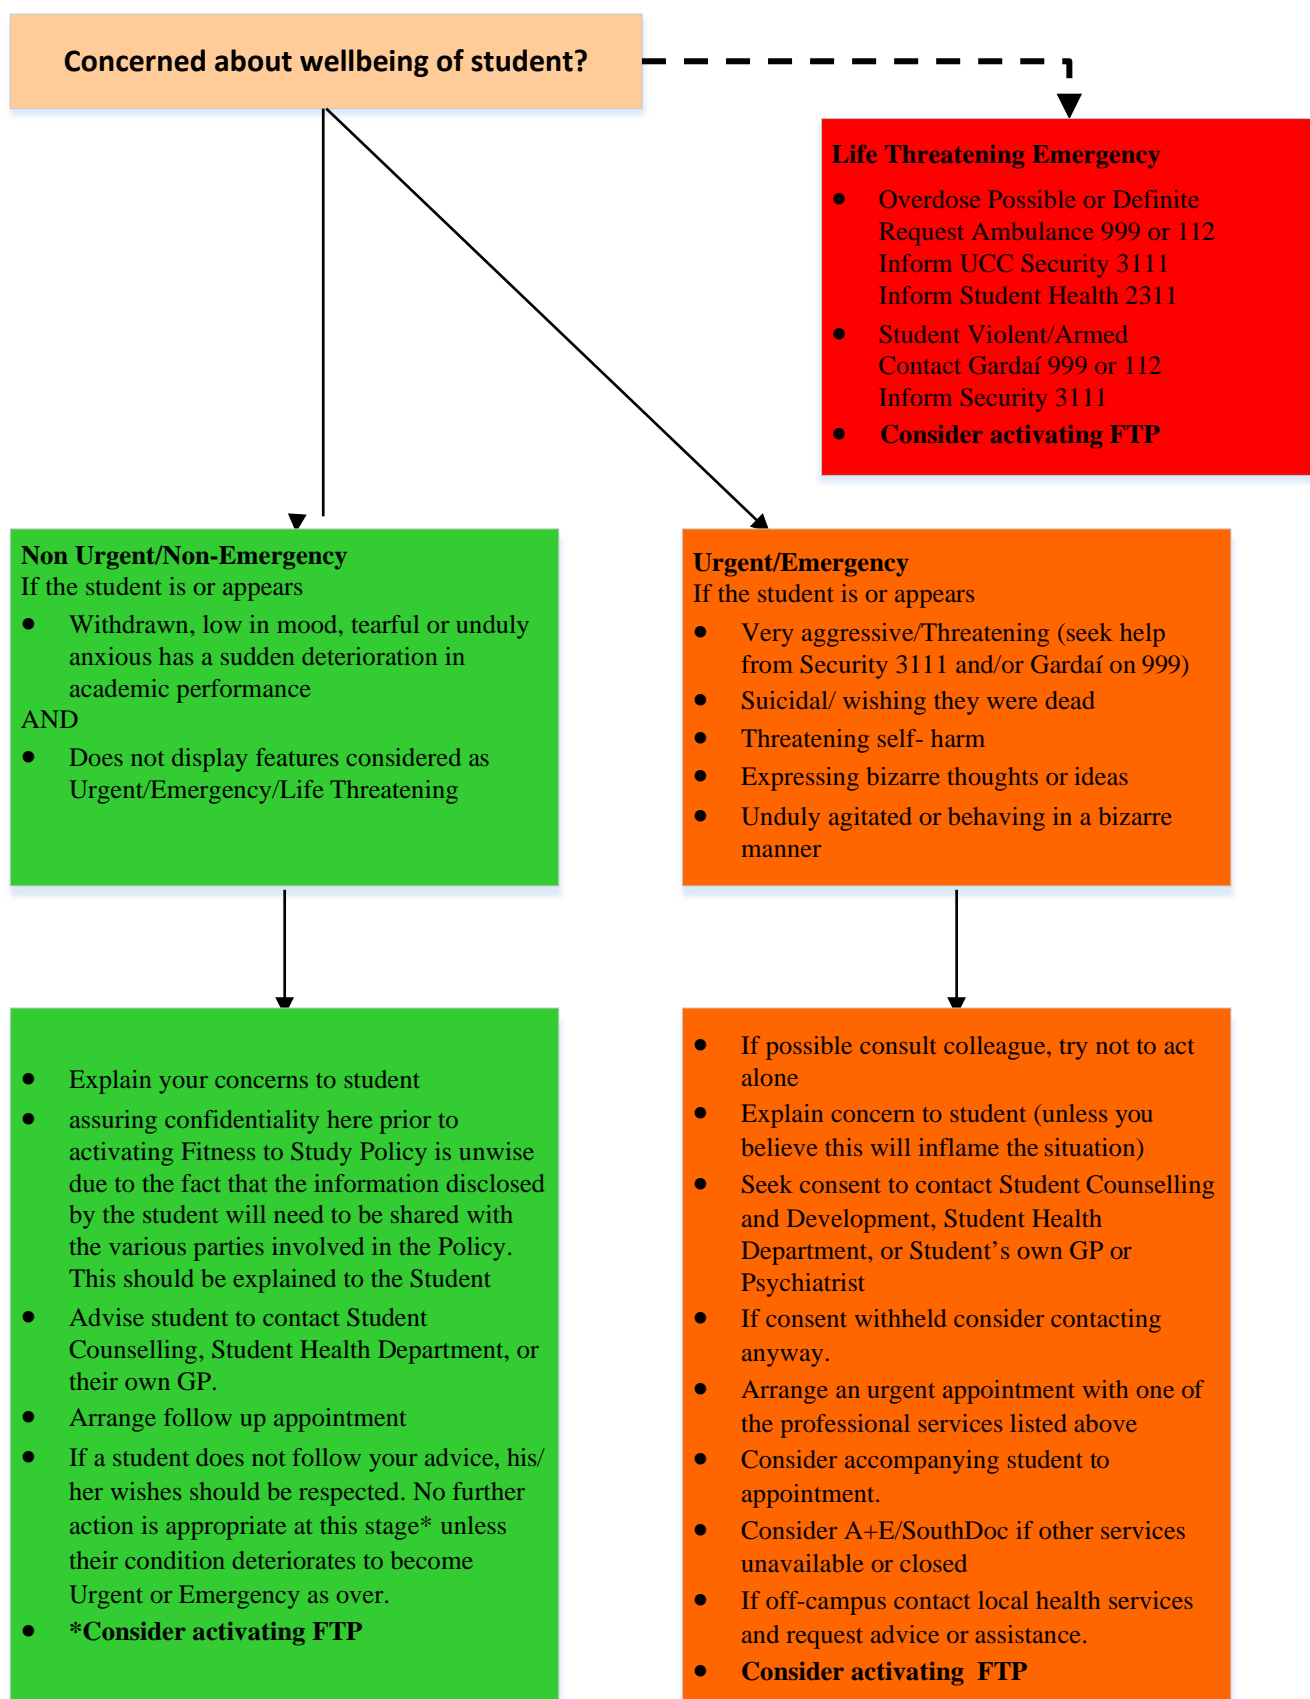 Concerned about wellbeing of student?
Life Threatening Emergency
● Overdose Possible or Definite
Request Ambulance 999 or 112
Inform UCC Security 3111
Inform Student Health 2311
● Student Violent/Armed
Contact Gardaí 999 or 112
Inform Security 3111
● Consider activating FTP
Non Urgent/Non-Emergency
If the student is or appears
● Withdrawn, low in mood, tearful or unduly
anxious has a sudden deterioration in
academic performance
AND
● Does not display features considered as
Urgent/Emergency/Life Threatening
Urgent/Emergency
If the student is or appears
● Very aggressive/Threatening (seek help
from Security 3111 and/or Gardaí on 999)
● Suicidal/ wishing they were dead
● Threatening self- harm
● Expressing bizarre thoughts or ideas
● Unduly agitated or behaving in a bizarre
manner
● Explain your concerns to student
● assuring confidentiality here prior to
activating Fitness to Study Policy is unwise
due to the fact that the information disclosed
by the student will need to be shared with
the various parties involved in the Policy.
This should be explained to the Student
● Advise student to contact Student
Counselling, Student Health Department, or
their own GP.
● Arrange follow up appointment
● If a student does not follow your advice, his/
her wishes should be respected. No further
action is appropriate at this stage* unless
their condition deteriorates to become
Urgent or Emergency as over.
● *Consider activating FTP
● If possible consult colleague, try not to act
alone
● Explain concern to student (unless you
believe this will inflame the situation)
● Seek consent to contact Student Counselling
and Development, Student Health
Department, or Student’s own GP or
Psychiatrist
● If consent withheld consider contacting
anyway.
● Arrange an urgent appointment with one of
the professional services listed above
● Consider accompanying student to
appointment.
● Consider A+E/SouthDoc if other services
unavailable or closed
● If off-campus contact local health services
and request advice or assistance.
● Consider activating FTP